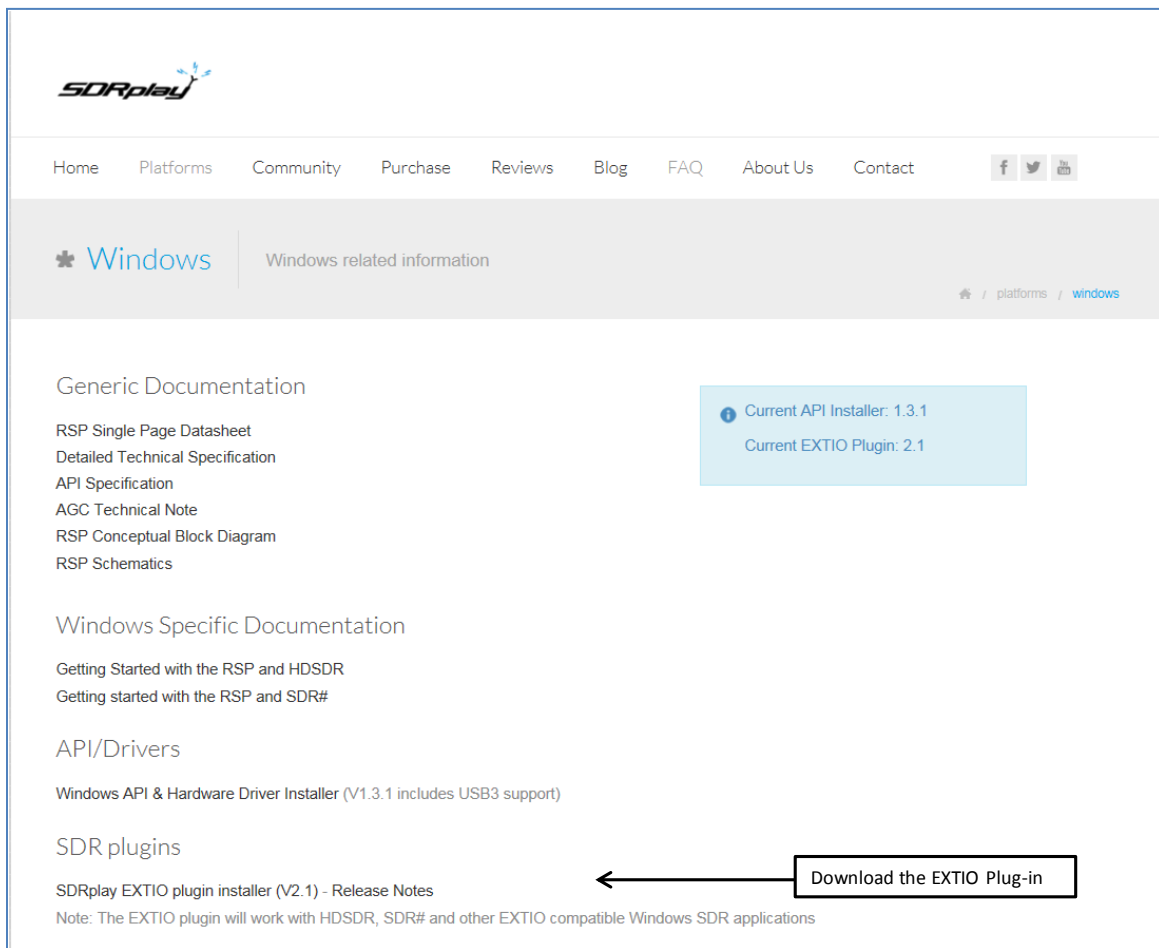 SDRplay
Home Platforms Community Purchase Reviews Blog FAQ About Us Contact
You Tube
Windows
Windows related information
/ platforms / windows
Generic Documentation
RSP Single Page Datasheet
Detailed Technical Specification
API Specification
AGC Technical Note
RSP Conceptual Block Diagram
RSP Schematics
Current API Installer: 1.3.1
Current EXTIO Plugin: 2.1
Windows Specific Documentation
Getting Started with the RSP and HDSDR
Getting started with the RSP and SDR#
API/Drivers
Windows API & Hardware Driver Installer (V1.3.1 includes USB3 support)
SDR plugins
SDRplay EXTIO plugin installer (V2.1) - Release Notes
Download the EXTIO Plug-in
Note: The EXTIO plugin will work with HDSDR, SDR# and other EXTIO compatible Windows SDR applications